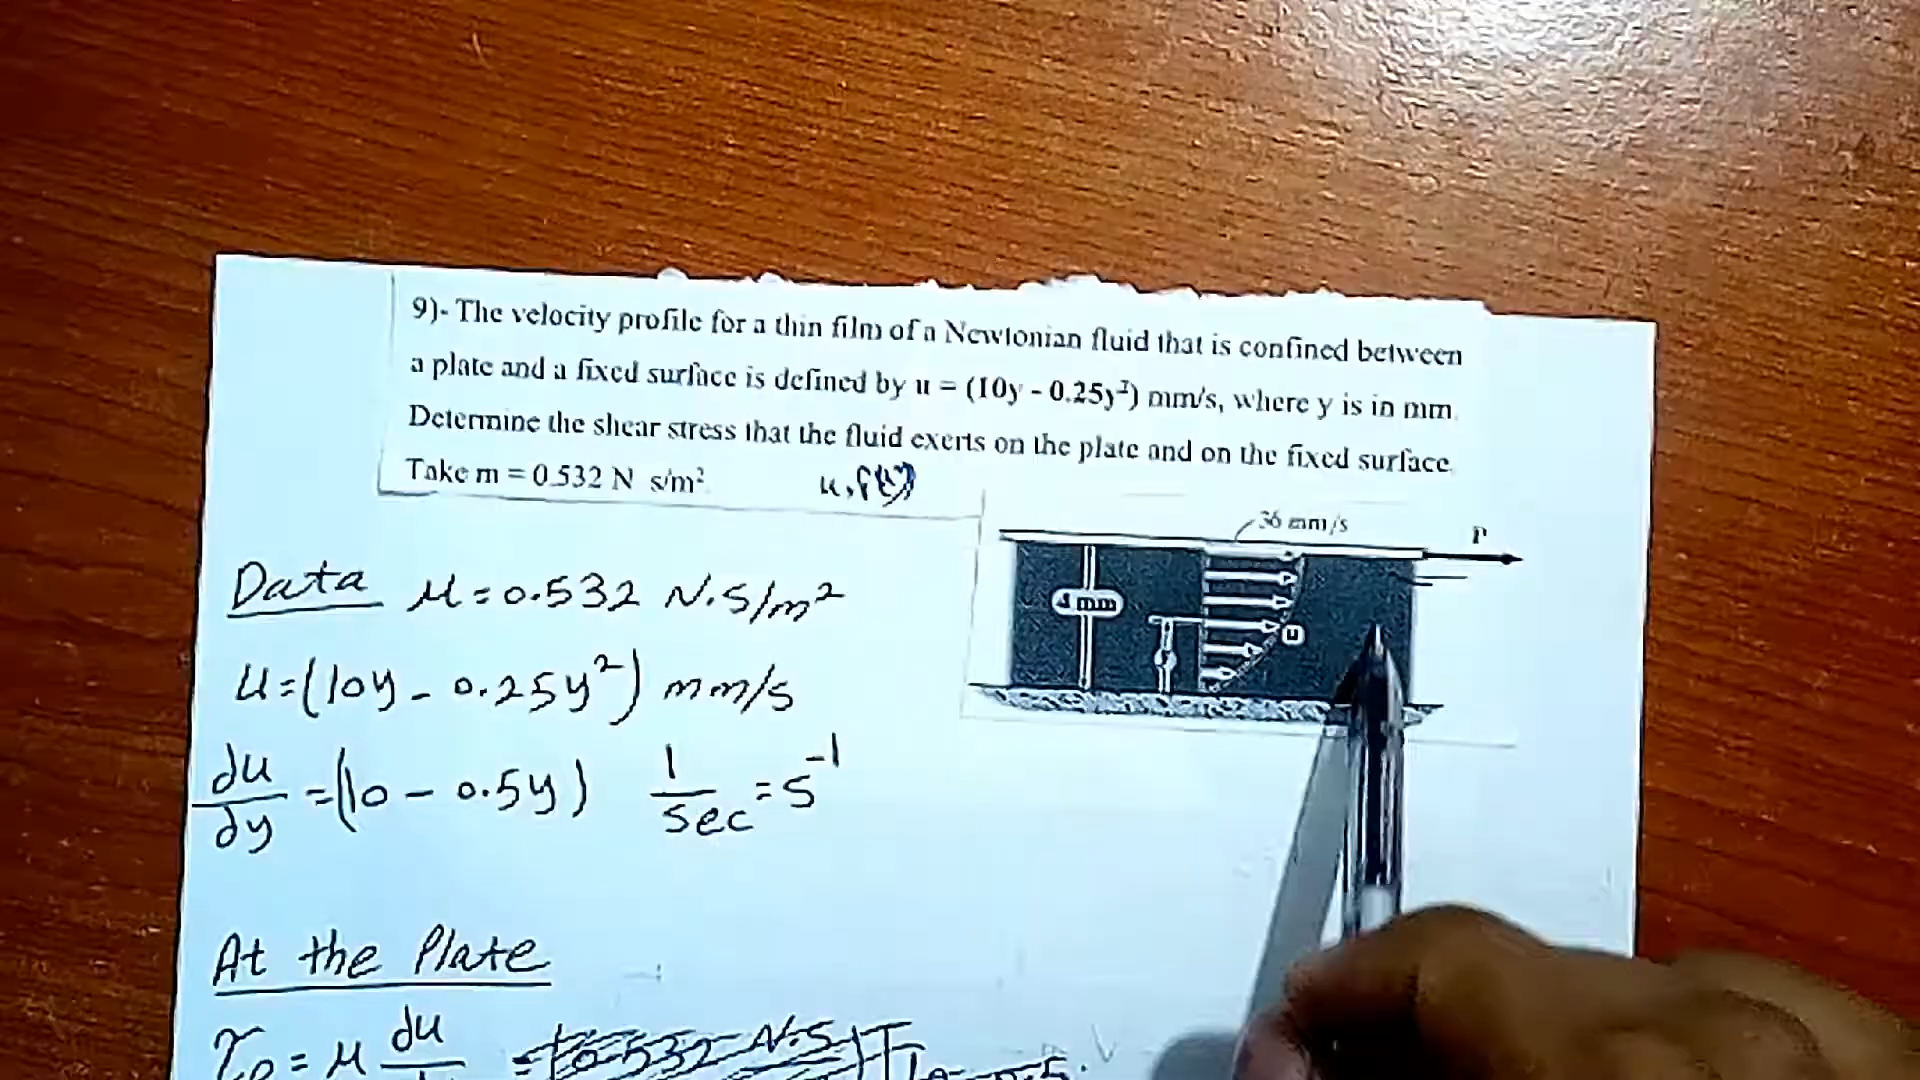 9)- The velocity profile for a thin film of a Newtonian fluid that is confined between
a plate and a fixed surface is defined by u = (10y - 0.25y²) mm/s, where y is in mm.
Determine the shear stress that the fluid exerts on the plate and on the fixed surface.
Take m = 0.532 N s/m².
36 mm/s
P
4 mm
u
y
Data μ = 0.532 N.S/m²
u=(10y - 0.25y²) mm/s
du/dy =(10 - 0.5y) 1/sec = s⁻¹
At the Plate
τp = μ du